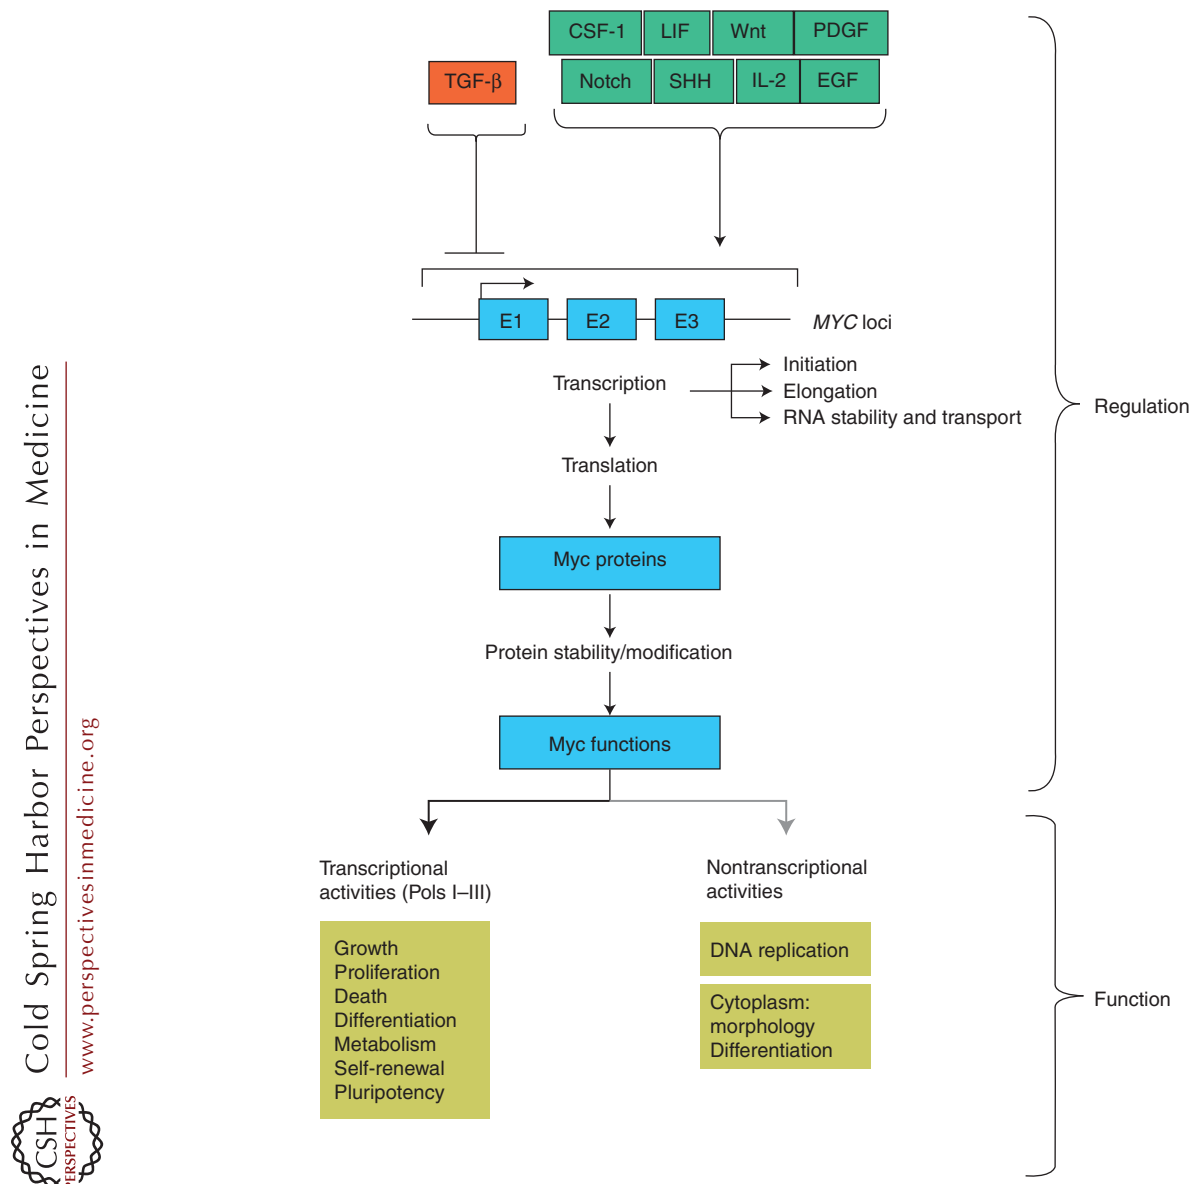 CSF-1 LIF Wnt PDGF
TGF-β Notch SHH IL-2 EGF
E1 E2 E3 MYC loci
Transcription
Initiation
Elongation
RNA stability and transport
Regulation
Translation
Myc proteins
Protein stability/modification
Myc functions
Transcriptional
activities (Pols I–III)
Growth
Proliferation
Death
Differentiation
Metabolism
Self-renewal
Pluripotency
Nontranscriptional
activities
DNA replication
Cytoplasm:
morphology
Differentiation
Function
Cold Spring Harbor Perspectives in Medicine
www.perspectivesinmedicine.org
CSH
PERSPECTIVES